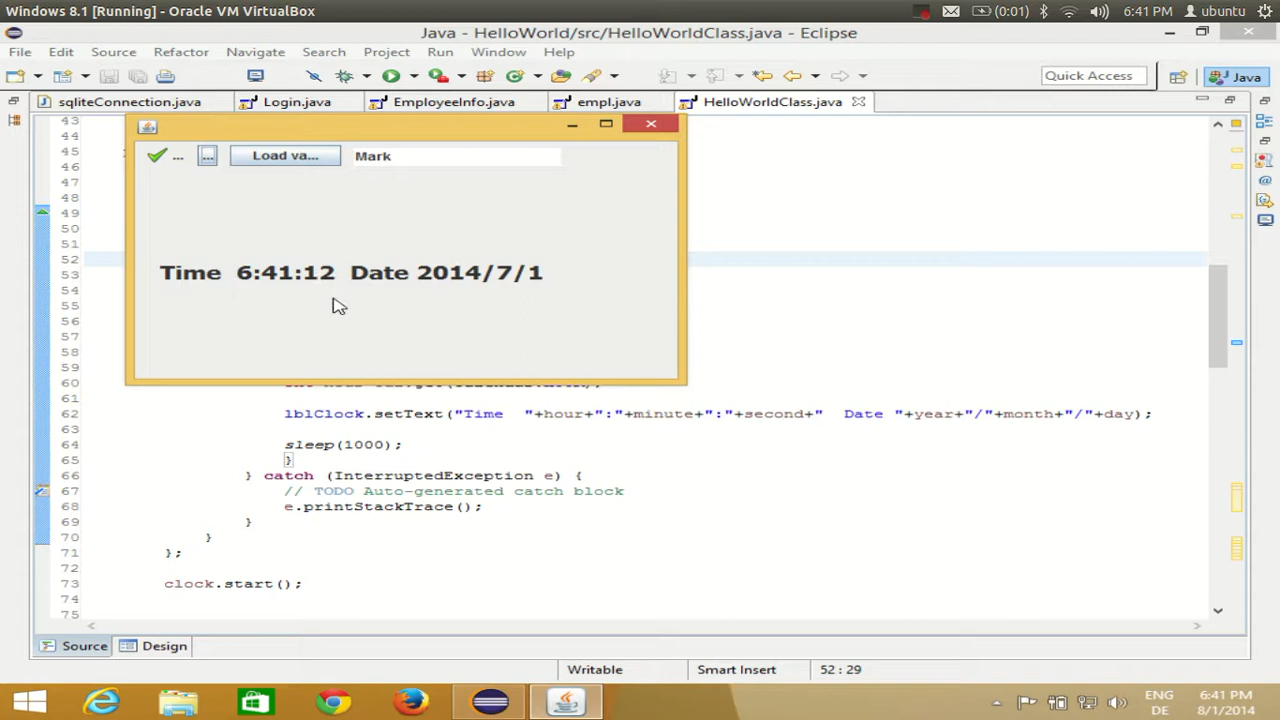 Windows 8.1 [Running] - Oracle VM VirtualBox
(0:01)
6:41 PM
ubuntu
Java - HelloWorld/src/HelloWorldClass.java - Eclipse
File Edit Source Refactor Navigate Search Project Run Window Help
Quick Access
Java
sqliteConnection.java
Login.java
EmployeeInfo.java
empl.java
HelloWorldClass.java
... ... Load va... Mark
Time 6:41:12 Date 2014/7/1
43
44
45
46
47
48
49
50
51
52
53
54
55
56
57
58
59
60
61
62 lblClock.setText("Time  "+hour+":"+minute+":"+second+"  Date "+year+"/"+month+"/"+day);
63
64 sleep(1000);
65 }
66 } catch (InterruptedException e) {
67 // TODO Auto-generated catch block
68 e.printStackTrace();
69 }
70 }
71 };
72
73 clock.start();
74
75
Source Design
Writable Smart Insert 52 : 29
ENG 6:41 PM
DE 8/1/2014